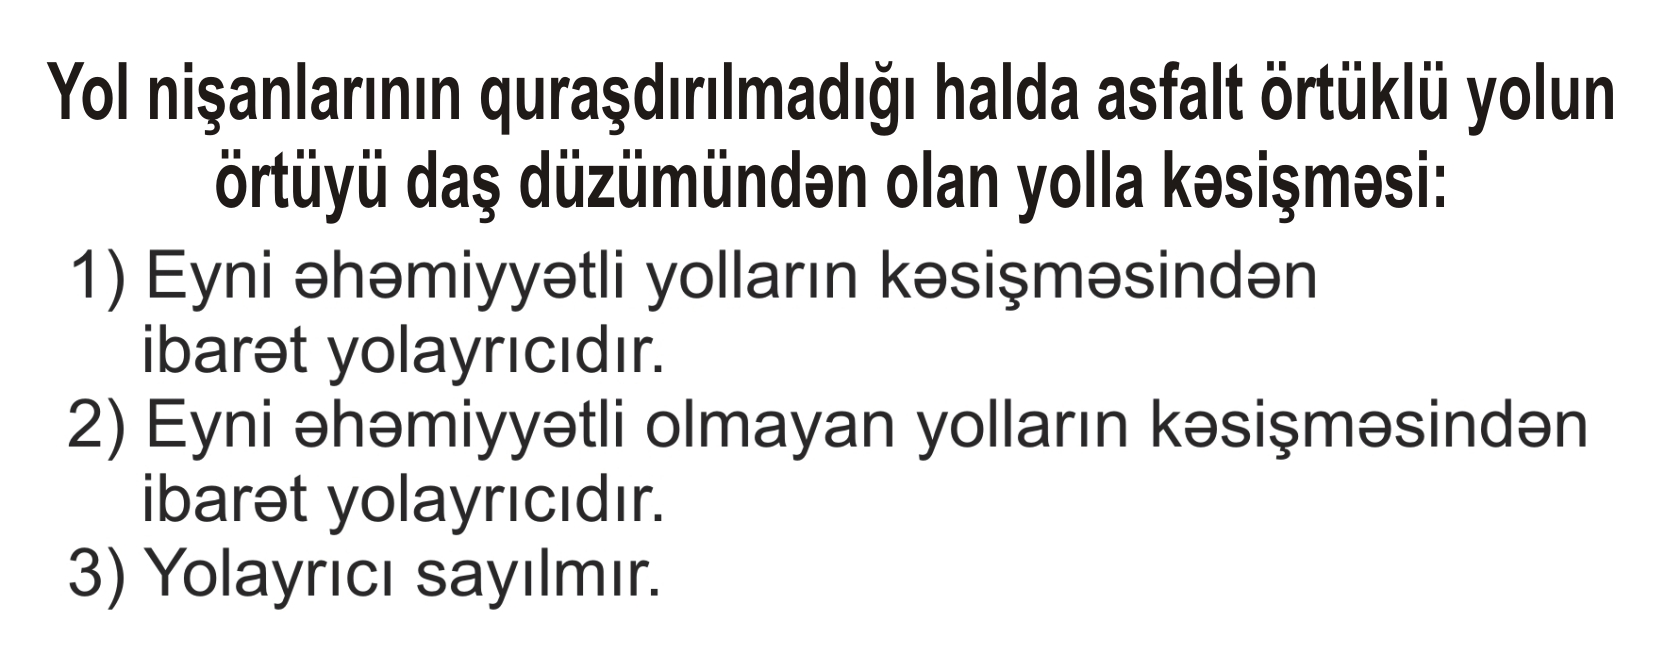 Yol nişanlarının quraşdırılmadığı halda asfalt örtüklü yolun
örtüyü daş düzümündən olan yolla kəsişməsi:
1) Eyni əhəmiyyətli yolların kəsişməsindən
ibarət yolayrıcıdır.
2) Eyni əhəmiyyətli olmayan yolların kəsişməsindən
ibarət yolayrıcıdır.
3) Yolayrıcı sayılmır.